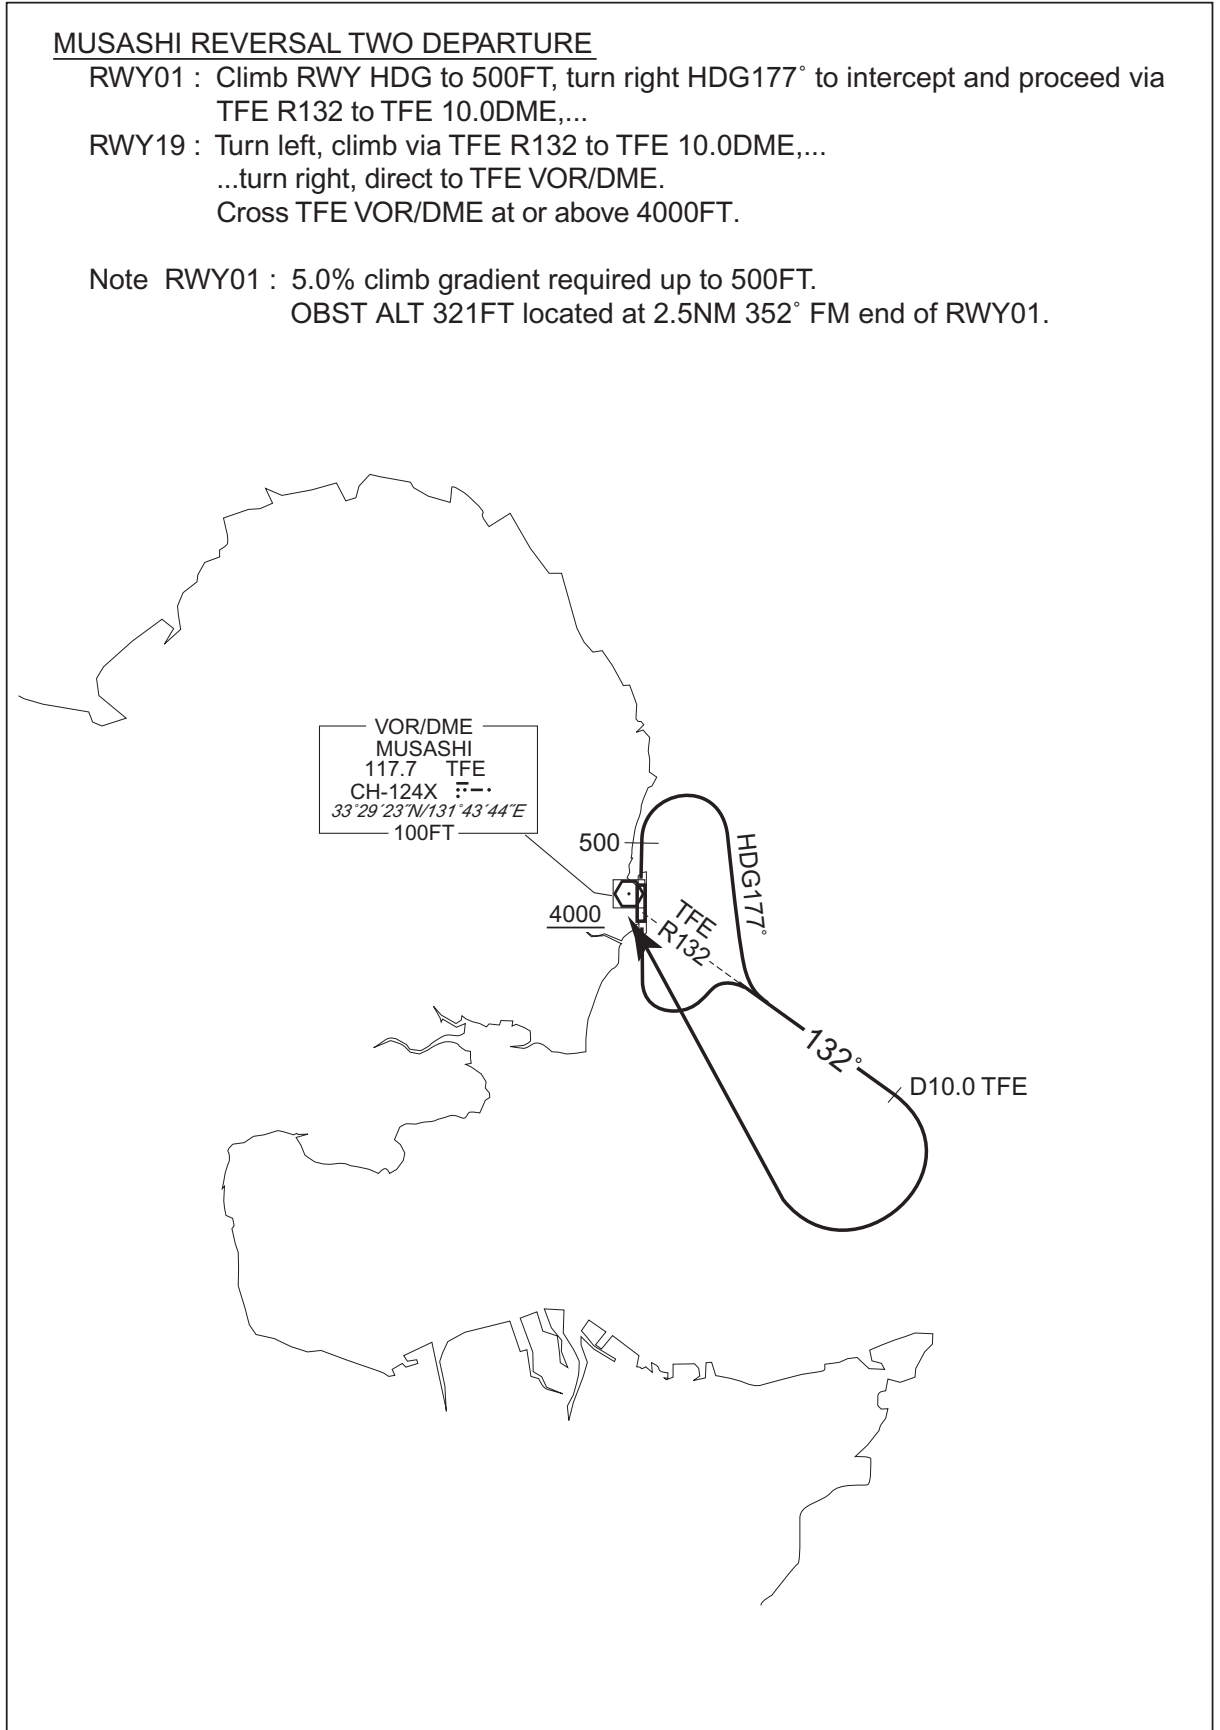 MUSASHI REVERSAL TWO DEPARTURE
RWY01 : Climb RWY HDG to 500FT, turn right HDG177° to intercept and proceed via
TFE R132 to TFE 10.0DME,...
RWY19 : Turn left, climb via TFE R132 to TFE 10.0DME,...
...turn right, direct to TFE VOR/DME.
Cross TFE VOR/DME at or above 4000FT.
Note RWY01 : 5.0% climb gradient required up to 500FT.
OBST ALT 321FT located at 2.5NM 352° FM end of RWY01.
VOR/DME
MUSASHI
117.7 TFE
CH-124X
33°29´23˝N/131°43´44˝E
100FT
500
HDG177°
4000
TFE
R132
132°
D10.0 TFE